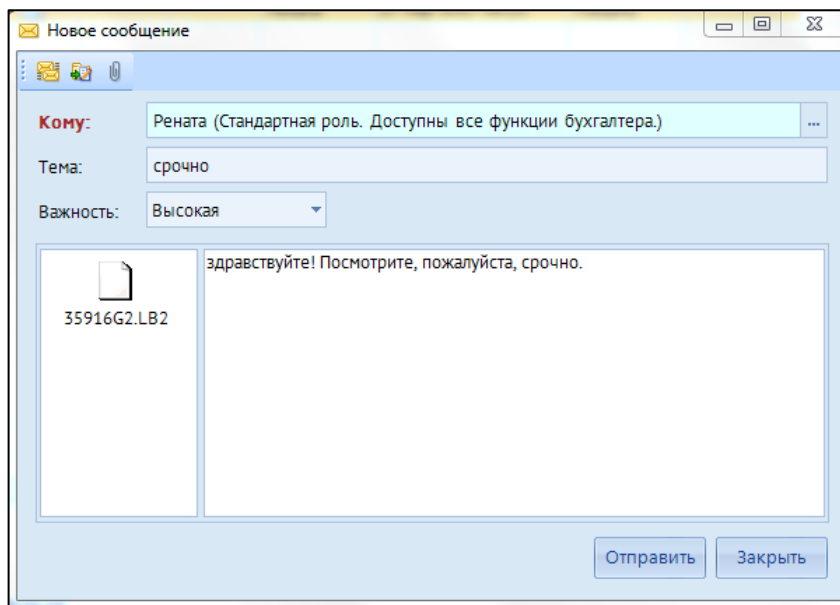 Новое сообщение
Кому: Рената (Стандартная роль. Доступны все функции бухгалтера.) ...
Тема: срочно
Важность: Высокая
здравствуйте! Посмотрите, пожалуйста, срочно.
35916G2.LB2
Отправить Закрыть